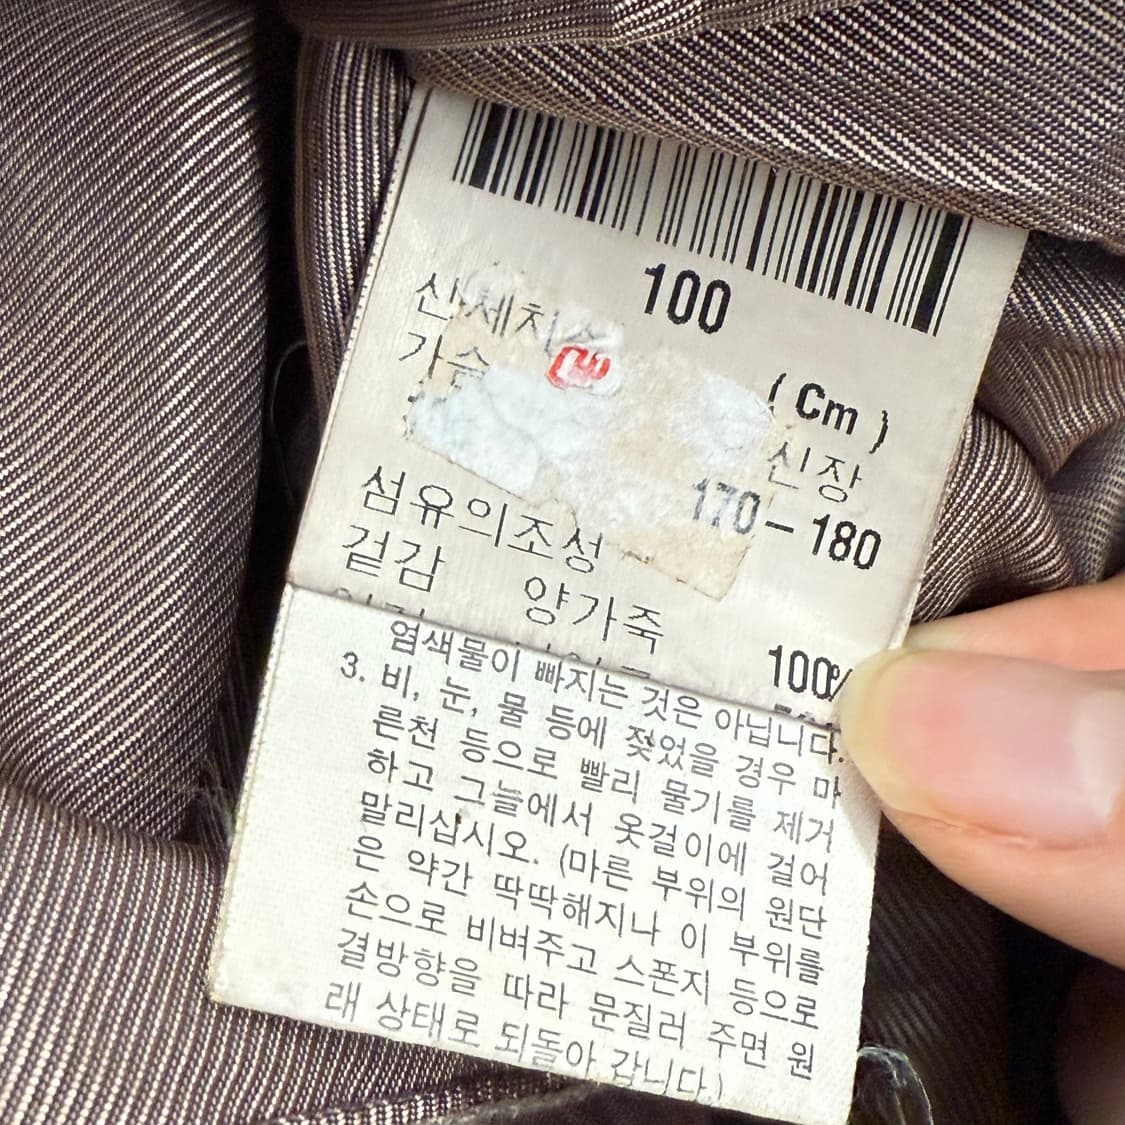 100
신체치수
( Cm )
가슴
신장
170-180
섬유의조성
겉감 양가죽 100%
염색물이 빠지는 것은 아닙니다.
3. 비, 눈, 물 등에 젖었을 경우 마
른천 등으로 빨리 물기를 제거
하고 그늘에서 옷걸이에 걸어
말리십시오. (마른 부위의 원단
은 약간 딱딱해지나 이 부위를
손으로 비벼주고 스폰지 등으로
결방향을 따라 문질러 주면 원
래 상태로 되돌아 갑니다.)